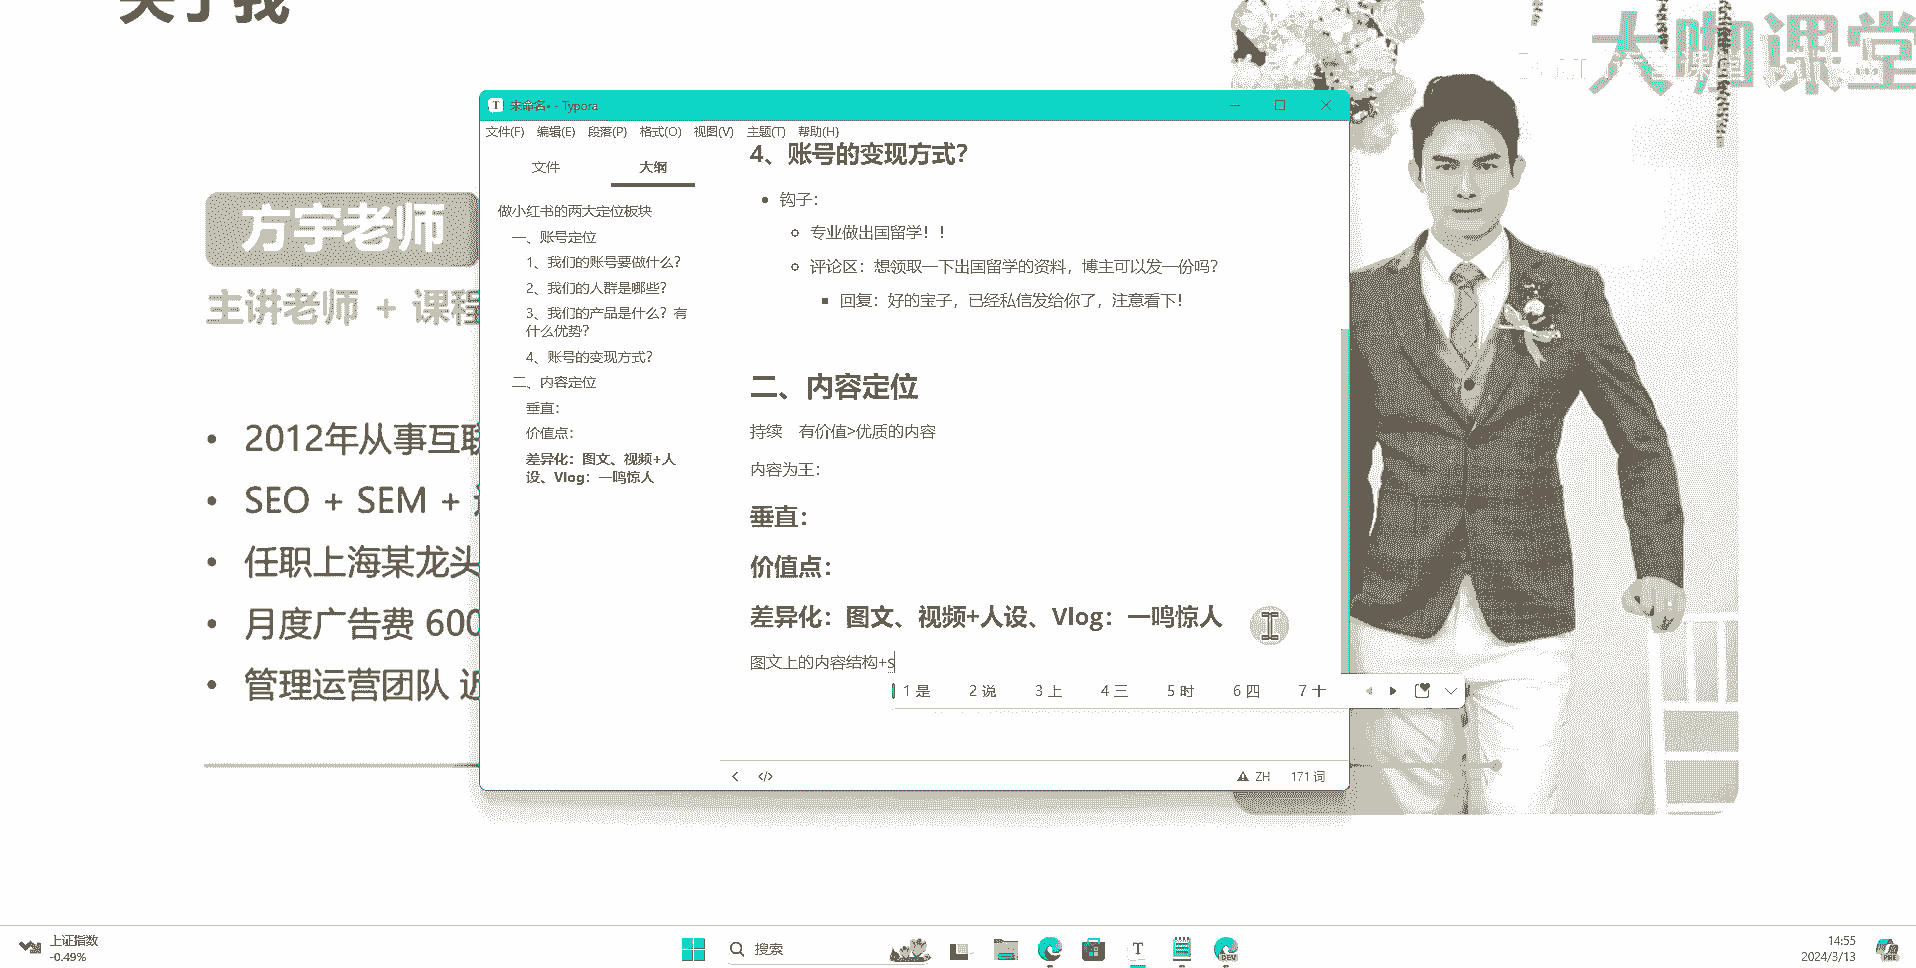 关于我
大咖课堂
方宇老师
主讲老师 + 课程
2012年从事互联
SEO + SEM +
任职上海某龙头
月度广告费 600
管理运营团队 近
未命名• - Typora
文件(F) 编辑(E) 段落(P) 格式(O) 视图(V) 主题(T) 帮助(H)
文件 大纲
做小红书的两大定位板块
一、账号定位
1、我们的账号要做什么？
2、我们的人群是哪些？
3、我们的产品是什么？有
什么优势？
4、账号的变现方式？
二、内容定位
垂直：
价值点：
差异化：图文、视频+人
设、Vlog：一鸣惊人
4、账号的变现方式？
钩子：
专业做出国留学！！
评论区：想领取一下出国留学的资料，博主可以发一份吗？
回复：好的宝子，已经私信发给你了，注意看下！
二、内容定位
持续 有价值>优质的内容
内容为王：
垂直：
价值点：
差异化：图文、视频+人设、Vlog：一鸣惊人
图文上的内容结构+s
1 是 2 说 3 上 4 三 5 时 6 四 7 十
ZH 171 词
上证指数
-0.49%
搜索
DEV
14:55
2024/3/13
PRE